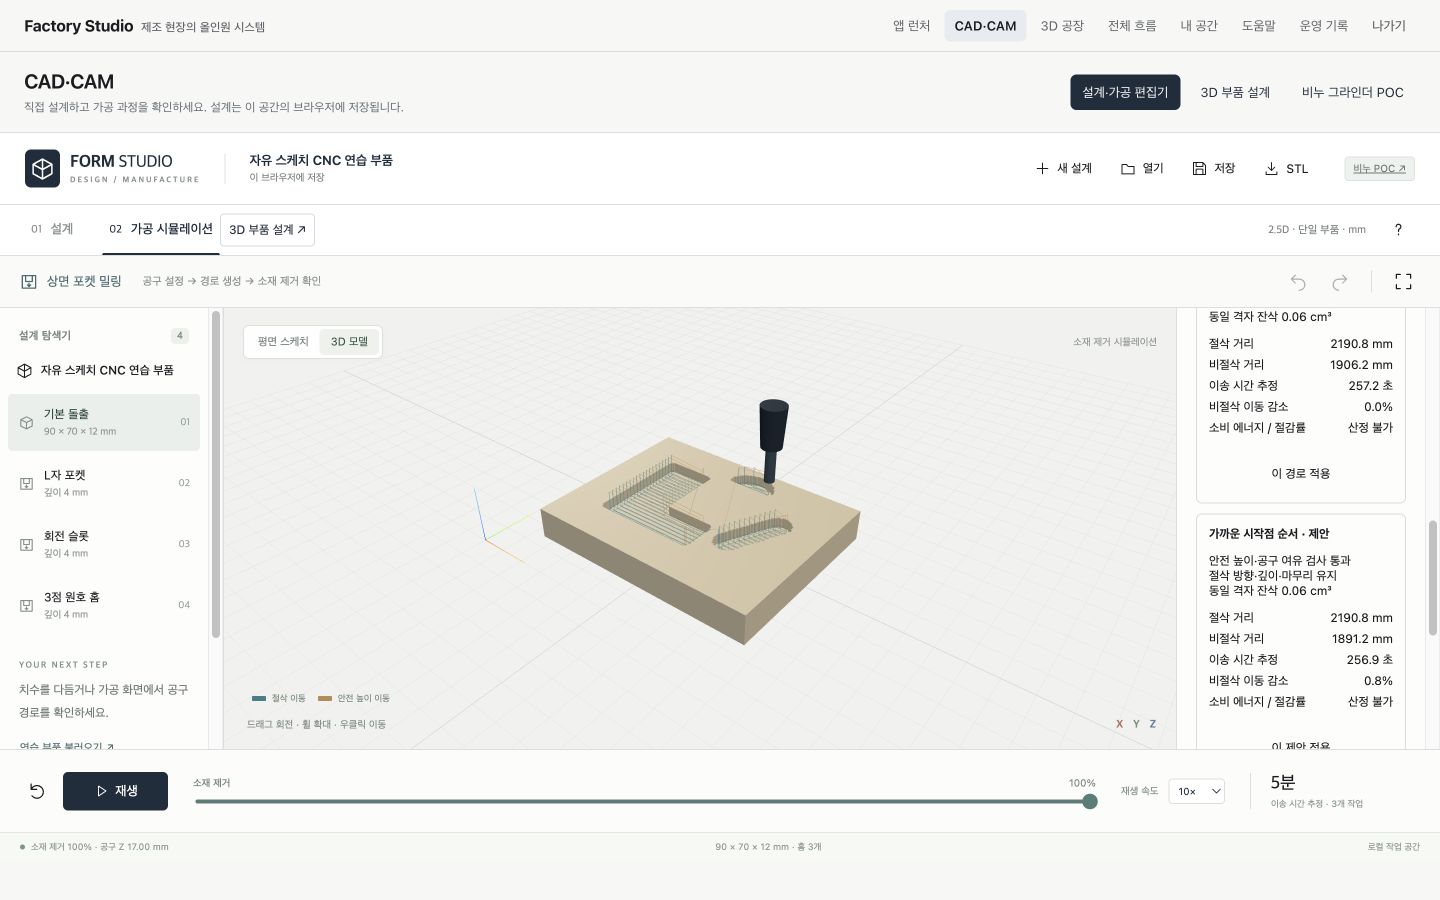 Factory Studio 제조 현장의 올인원 시스템
앱 런처 CAD·CAM 3D 공장 전체 흐름 내 공간 도움말 운영 기록 나가기
CAD·CAM
직접 설계하고 가공 과정을 확인하세요. 설계는 이 공간의 브라우저에 저장됩니다.
설계·가공 편집기 3D 부품 설계 비누 그라인더 POC
FORM STUDIO
DESIGN / MANUFACTURE
자유 스케치 CNC 연습 부품
이 브라우저에 저장
새 설계 열기 저장 STL 비누 POC ↗
01 설계 02 가공 시뮬레이션 3D 부품 설계 ↗
2.5D · 단일 부품 · mm ?
상면 포켓 밀링 공구 설정 → 경로 생성 → 소재 제거 확인
설계 탐색기 4
자유 스케치 CNC 연습 부품
기본 돌출 01
90 × 70 × 12 mm
L자 포켓 02
깊이 4 mm
회전 슬롯 03
깊이 4 mm
3점 원호 홈 04
깊이 4 mm
YOUR NEXT STEP
치수를 다듬거나 가공 화면에서 공구
경로를 확인하세요.
연습 부품 불러오기 ↗
평면 스케치 3D 모델
소재 제거 시뮬레이션
절삭 이동 안전 높이 이동
드래그 회전 · 휠 확대 · 우클릭 이동
X Y Z
동일 격자 잔삭 0.06 cm³
절삭 거리 2190.8 mm
비절삭 거리 1906.2 mm
이송 시간 추정 257.2 초
비절삭 이동 감소 0.0%
소비 에너지 / 절감률 산정 불가
이 경로 적용
가까운 시작점 순서 · 제안
안전 높이·공구 여유 검사 통과
절삭 방향·깊이·마무리 유지
동일 격자 잔삭 0.06 cm³
절삭 거리 2190.8 mm
비절삭 거리 1891.2 mm
이송 시간 추정 256.9 초
비절삭 이동 감소 0.8%
소비 에너지 / 절감률 산정 불가
이 제안 적용
재생
소재 제거 100%
재생 속도 10×
5분
이송 시간 추정 · 3개 작업
소재 제거 100% · 공구 Z 17.00 mm
90 × 70 × 12 mm · 홈 3개
로컬 작업 공간